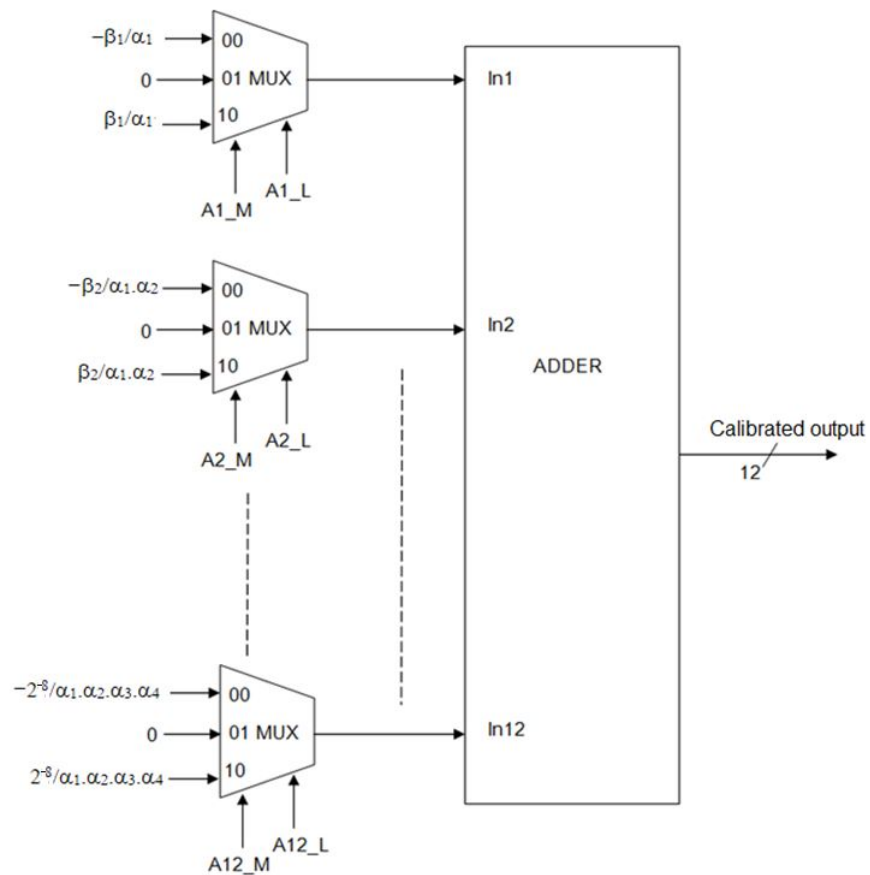 −β1/α1
00
0
01 MUX
β1/α1
10
A1_M
A1_L
In1
−β2/α1.α2
00
0
01 MUX
β2/α1.α2
10
A2_M
A2_L
In2
ADDER
Calibrated output
12
−2⁻⁸/α1.α2.α3.α4
00
0
01 MUX
2⁻⁸/α1.α2.α3.α4
10
A12_M
A12_L
In12